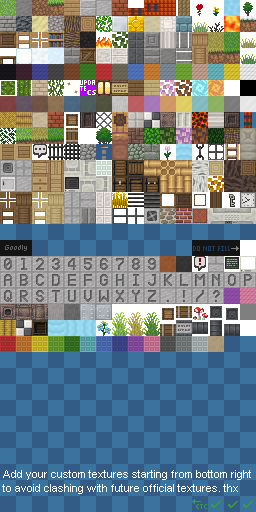 Goodly
DO NOT FILL→
0 1 2 3 4 5 6 7 8 9
A B C D E F G H I J K L M N O P
Q R S T U V W X Y Z . ! / ?
Add your custom textures starting from bottom right
to avoid clashing with future official textures. thx
ETC